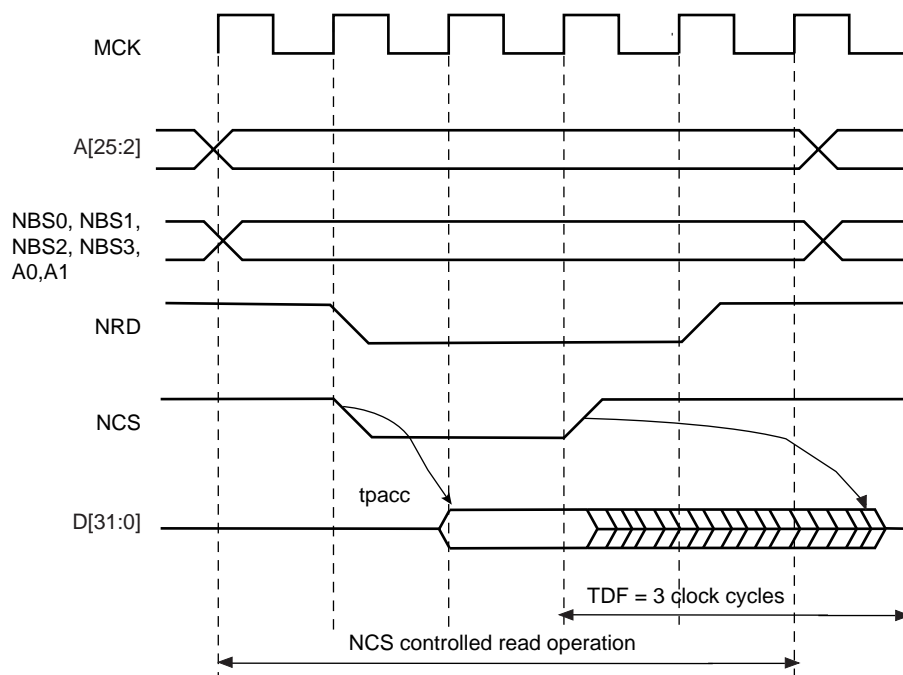 MCK
A[25:2]
NBS0, NBS1,
NBS2, NBS3,
A0,A1
NRD
NCS
tpacc
D[31:0]
TDF = 3 clock cycles
NCS controlled read operation